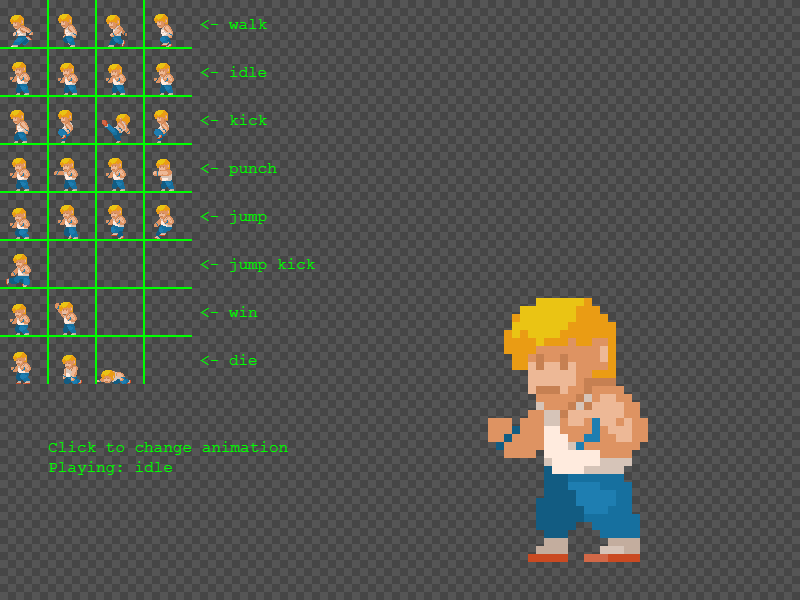 <- walk
<- idle
<- kick
<- punch
<- jump
<- jump kick
<- win
<- die
Click to change animation
Playing: idle